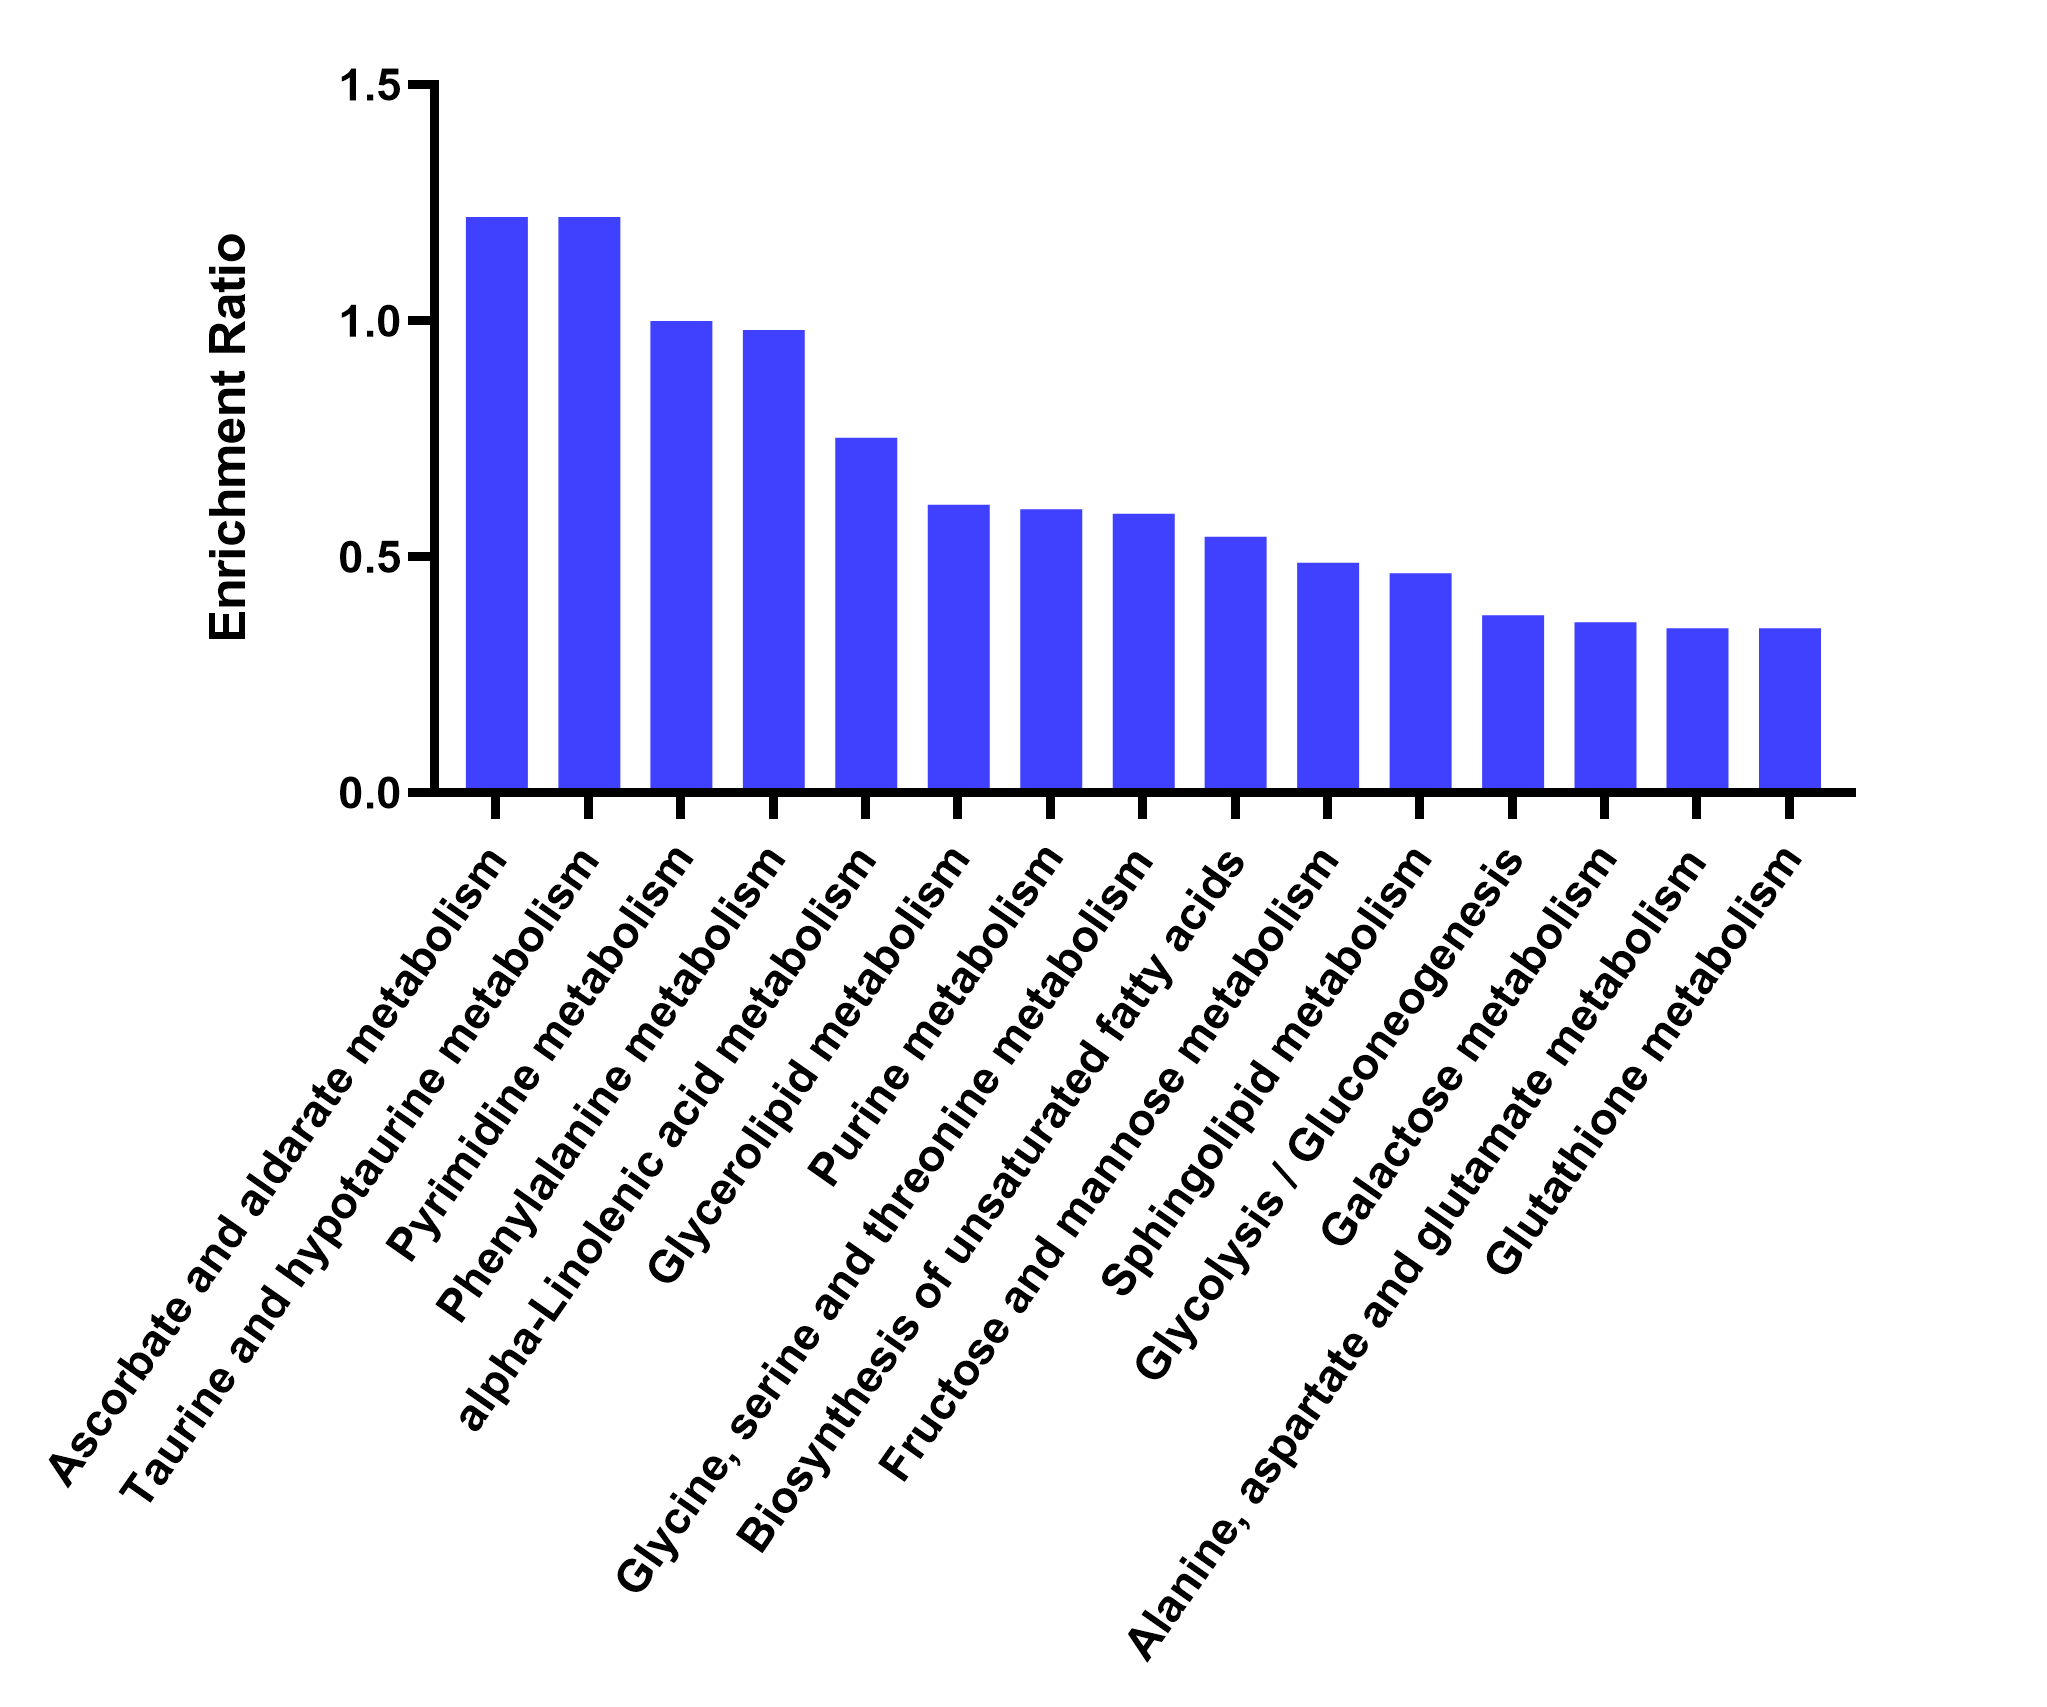 Enrichment Ratio
1.5
1.0
0.5
0.0
Ascorbate and aldarate metabolism
Taurine and hypotaurine metabolism
Pyrimidine metabolism
Phenylalanine metabolism
alpha-Linolenic acid metabolism
Glycerolipid metabolism
Purine metabolism
Glycine, serine and threonine metabolism
Biosynthesis of unsaturated fatty acids
Fructose and mannose metabolism
Sphingolipid metabolism
Glycolysis / Gluconeogenesis
Galactose metabolism
Alanine, aspartate and glutamate metabolism
Glutathione metabolism